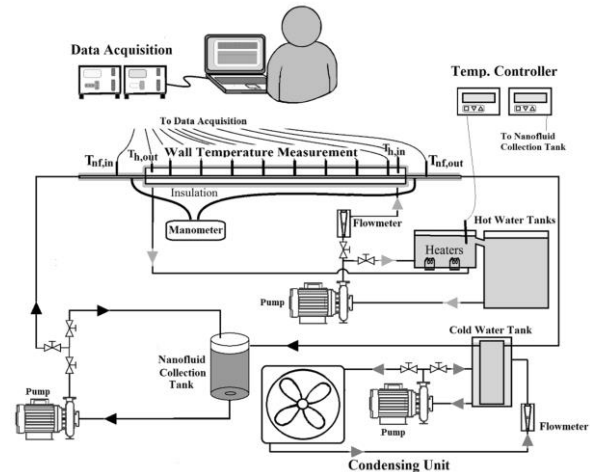 Data Acquisition
Temp. Controller
To Data Acquisition
To Nanofluid
Collection Tank
Tnf,in
Th,out
Wall Temperature Measurement
Th,in
Tnf,out
Insulation
Manometer
Flowmeter
Hot Water Tanks
Heaters
Pump
Cold Water Tank
Nanofluid
Collection
Tank
Pump
Pump
Flowmeter
Condensing Unit